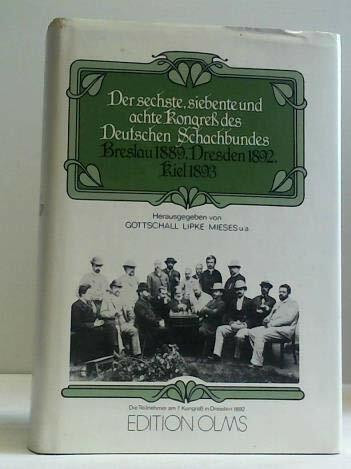 Der sechste, siebente und
achte Kongreß des
Deutschen Schachbundes
Breslau 1889, Dresden 1892,
Kiel 1893
Herausgegeben von
GOTTSCHALL LIPKE MIESES u.a.
Die Teilnehmer am 7. Kongreß in Dresden 1892
EDITION OLMS